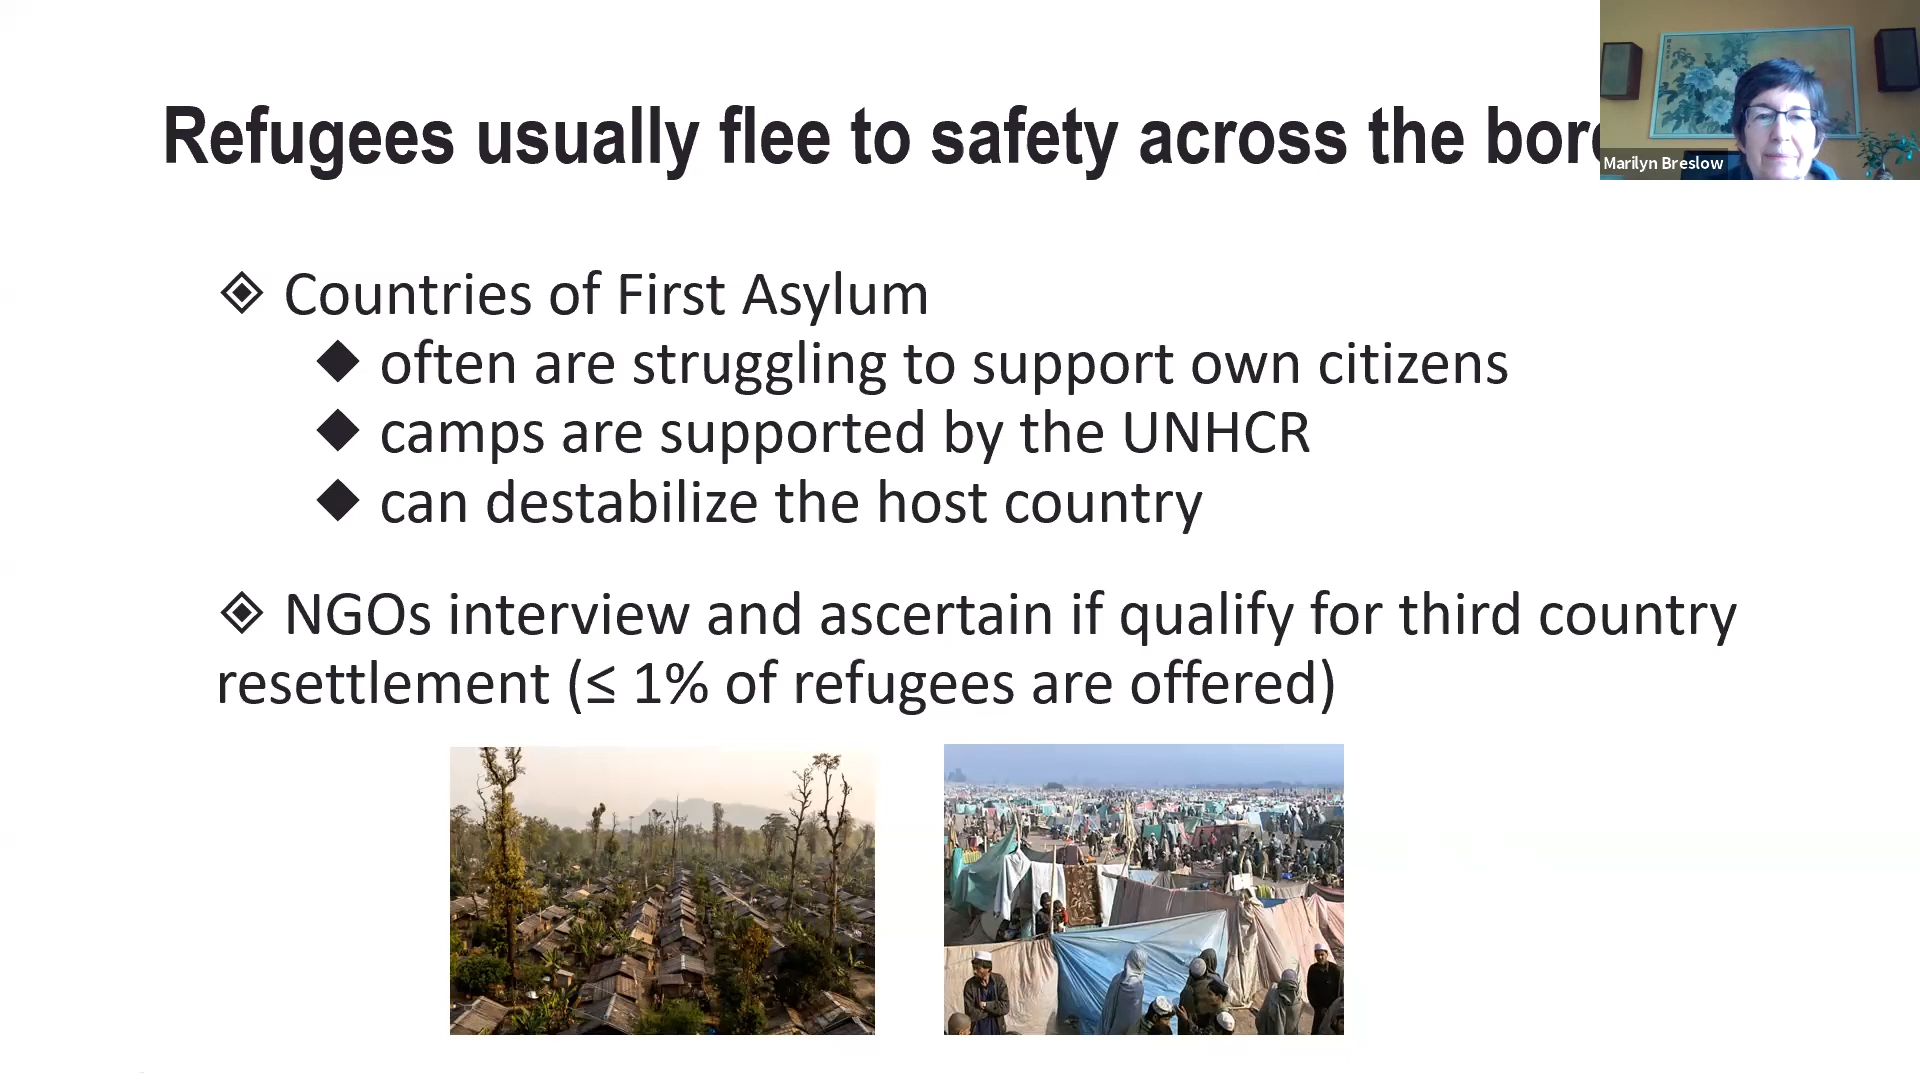 Refugees usually flee to safety across the bor
Marilyn Breslow
Countries of First Asylum
often are struggling to support own citizens
camps are supported by the UNHCR
can destabilize the host country
NGOs interview and ascertain if qualify for third country
resettlement (≤ 1% of refugees are offered)